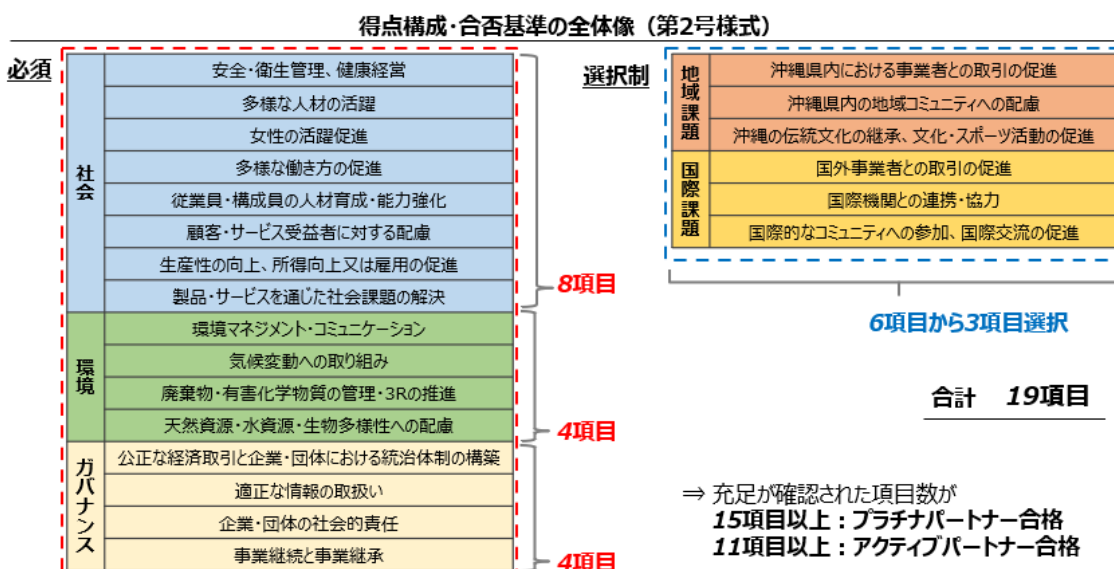 得点構成・合否基準の全体像（第2号様式）
必須
社会
安全・衛生管理、健康経営
多様な人材の活躍
女性の活躍促進
多様な働き方の促進
従業員・構成員の人材育成・能力強化
顧客・サービス受益者に対する配慮
生産性の向上、所得向上又は雇用の促進
製品・サービスを通じた社会課題の解決
8項目
環境
環境マネジメント・コミュニケーション
気候変動への取り組み
廃棄物・有害化学物質の管理・3Rの推進
天然資源・水資源・生物多様性への配慮
4項目
ガバナンス
公正な経済取引と企業・団体における統治体制の構築
適正な情報の取扱い
企業・団体の社会的責任
事業継続と事業継承
4項目
選択制
地域課題
沖縄県内における事業者との取引の促進
沖縄県内の地域コミュニティへの配慮
沖縄の伝統文化の継承、文化・スポーツ活動の促進
国際課題
国外事業者との取引の促進
国際機関との連携・協力
国際的なコミュニティへの参加、国際交流の促進
6項目から3項目選択
合計 19項目
⇒ 充足が確認された項目数が
15項目以上：プラチナパートナー合格
11項目以上：アクティブパートナー合格